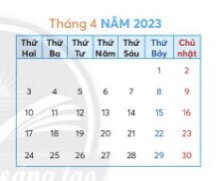 Tháng 4 NĂM 2023
Thứ Hai Thứ Ba Thứ Tư Thứ Năm Thứ Sáu Thứ Bảy Chủ nhật
1 2
3 4 5 6 7 8 9
10 11 12 13 14 15 16
17 18 19 20 21 22 23
24 25 26 27 28 29 30